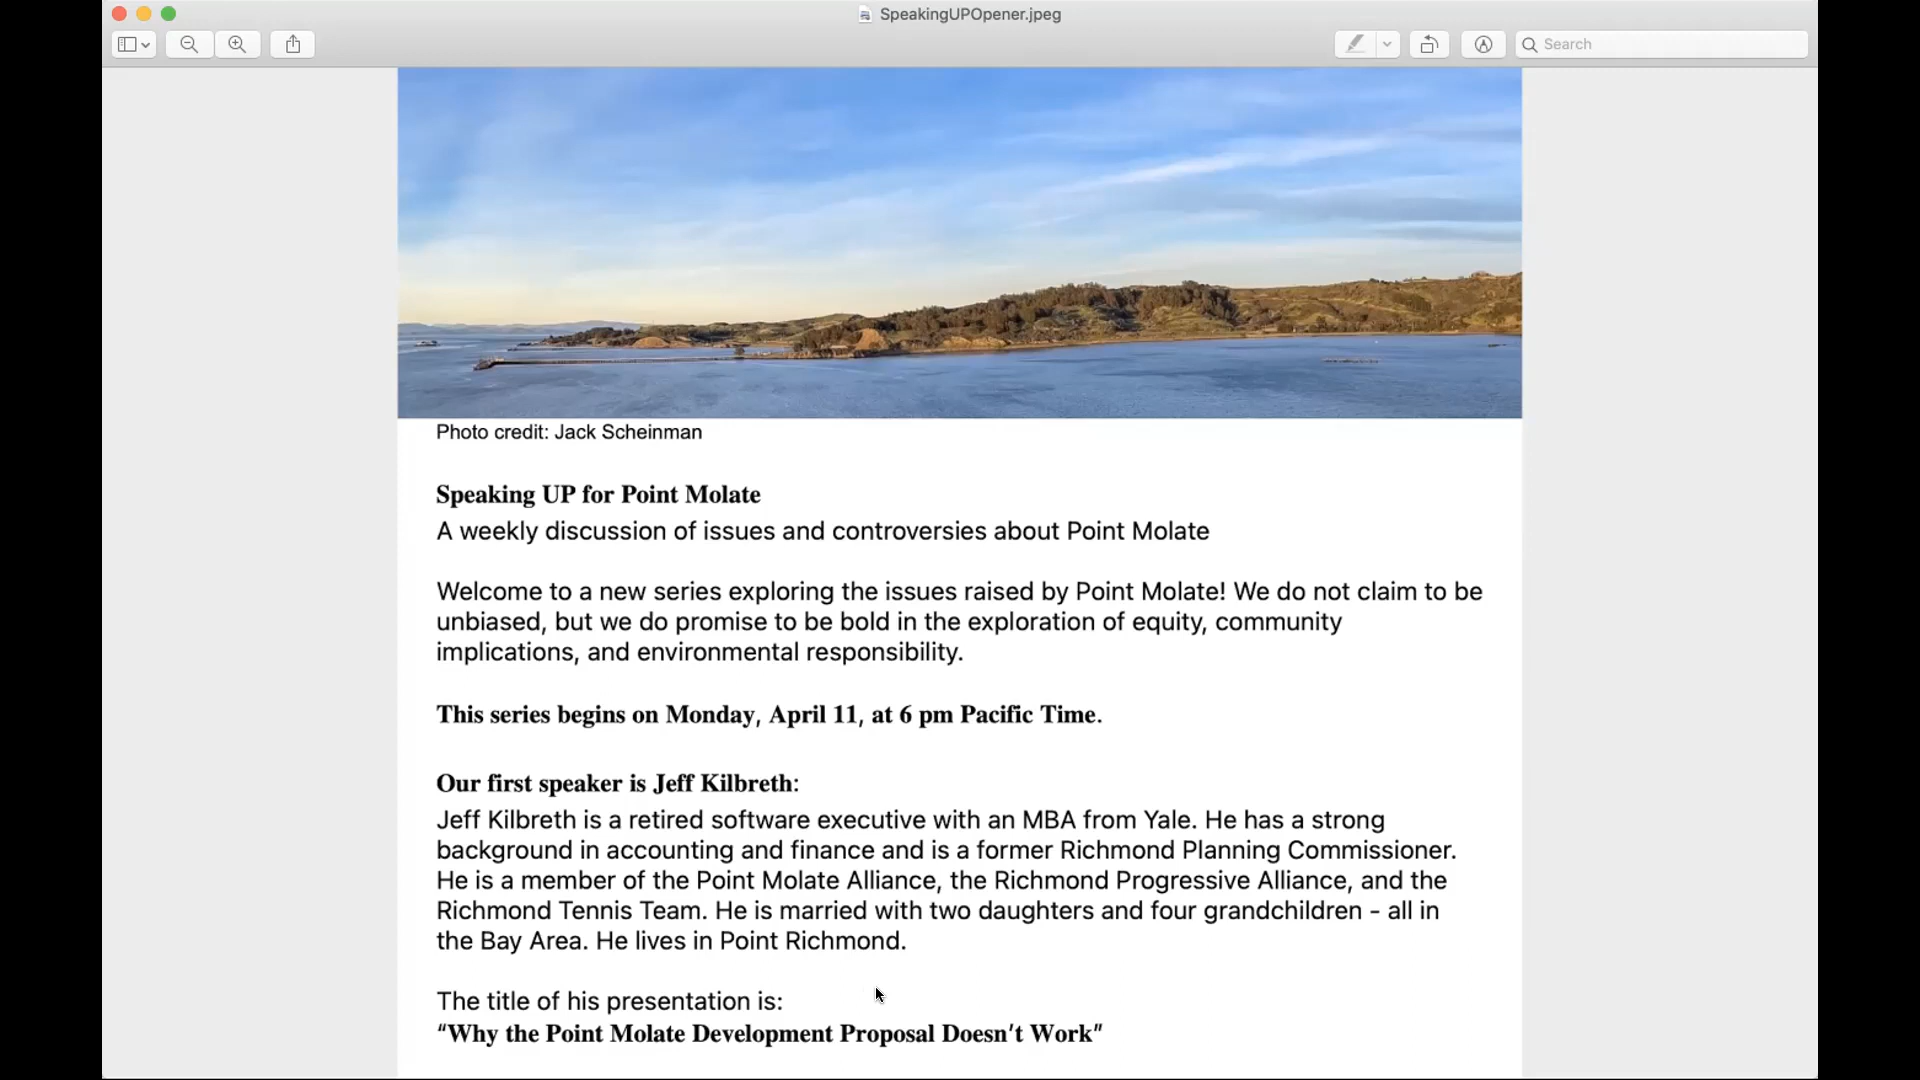 SpeakingUPOpener.jpeg
Search
Photo credit: Jack Scheinman
Speaking UP for Point Molate
A weekly discussion of issues and controversies about Point Molate
Welcome to a new series exploring the issues raised by Point Molate! We do not claim to be
unbiased, but we do promise to be bold in the exploration of equity, community
implications, and environmental responsibility.
This series begins on Monday, April 11, at 6 pm Pacific Time.
Our first speaker is Jeff Kilbreth:
Jeff Kilbreth is a retired software executive with an MBA from Yale. He has a strong
background in accounting and finance and is a former Richmond Planning Commissioner.
He is a member of the Point Molate Alliance, the Richmond Progressive Alliance, and the
Richmond Tennis Team. He is married with two daughters and four grandchildren - all in
the Bay Area. He lives in Point Richmond.
The title of his presentation is:
“Why the Point Molate Development Proposal Doesn’t Work”